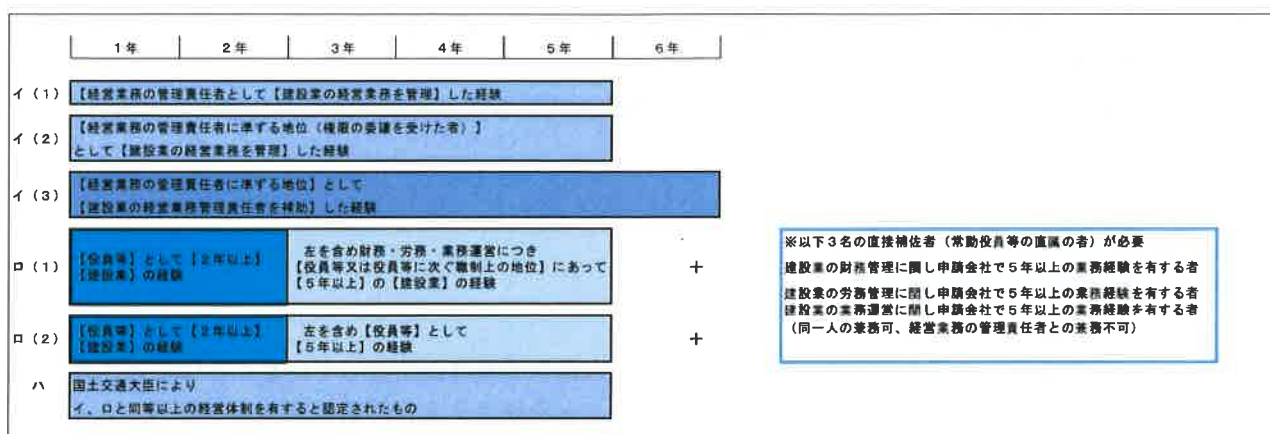 1年 2年 3年 4年 5年 6年
イ（1） 【経営業務の管理責任者として【建設業の経営業務を管理】した経験
イ（2） 【経営業務の管理責任者に準ずる地位（権限の委譲を受けた者）】
として【建設業の経営業務を管理】した経験
イ（3） 【経営業務の管理責任者に準ずる地位】として
【建設業の経営業務管理責任者を補助】した経験
ロ（1） 【役員等】として【2年以上】
【建設業】の経験
左を含め財務・労務・業務運営につき
【役員等又は役員等に次ぐ職制上の地位】にあって
【5年以上】の【建設業】の経験
＋
ロ（2） 【役員等】として【2年以上】
【建設業】の経験
左を含め【役員等】として
【5年以上】の経験
＋
ハ 国土交通大臣により
イ、ロと同等以上の経営体制を有すると認定されたもの
※以下3名の直接補佐者（常勤役員等の直属の者）が必要
建設業の財務管理に関し申請会社で5年以上の業務経験を有する者
建設業の労務管理に関し申請会社で5年以上の業務経験を有する者
建設業の業務運営に関し申請会社で5年以上の業務経験を有する者
（同一人の兼務可、経営業務の管理責任者との兼務不可）